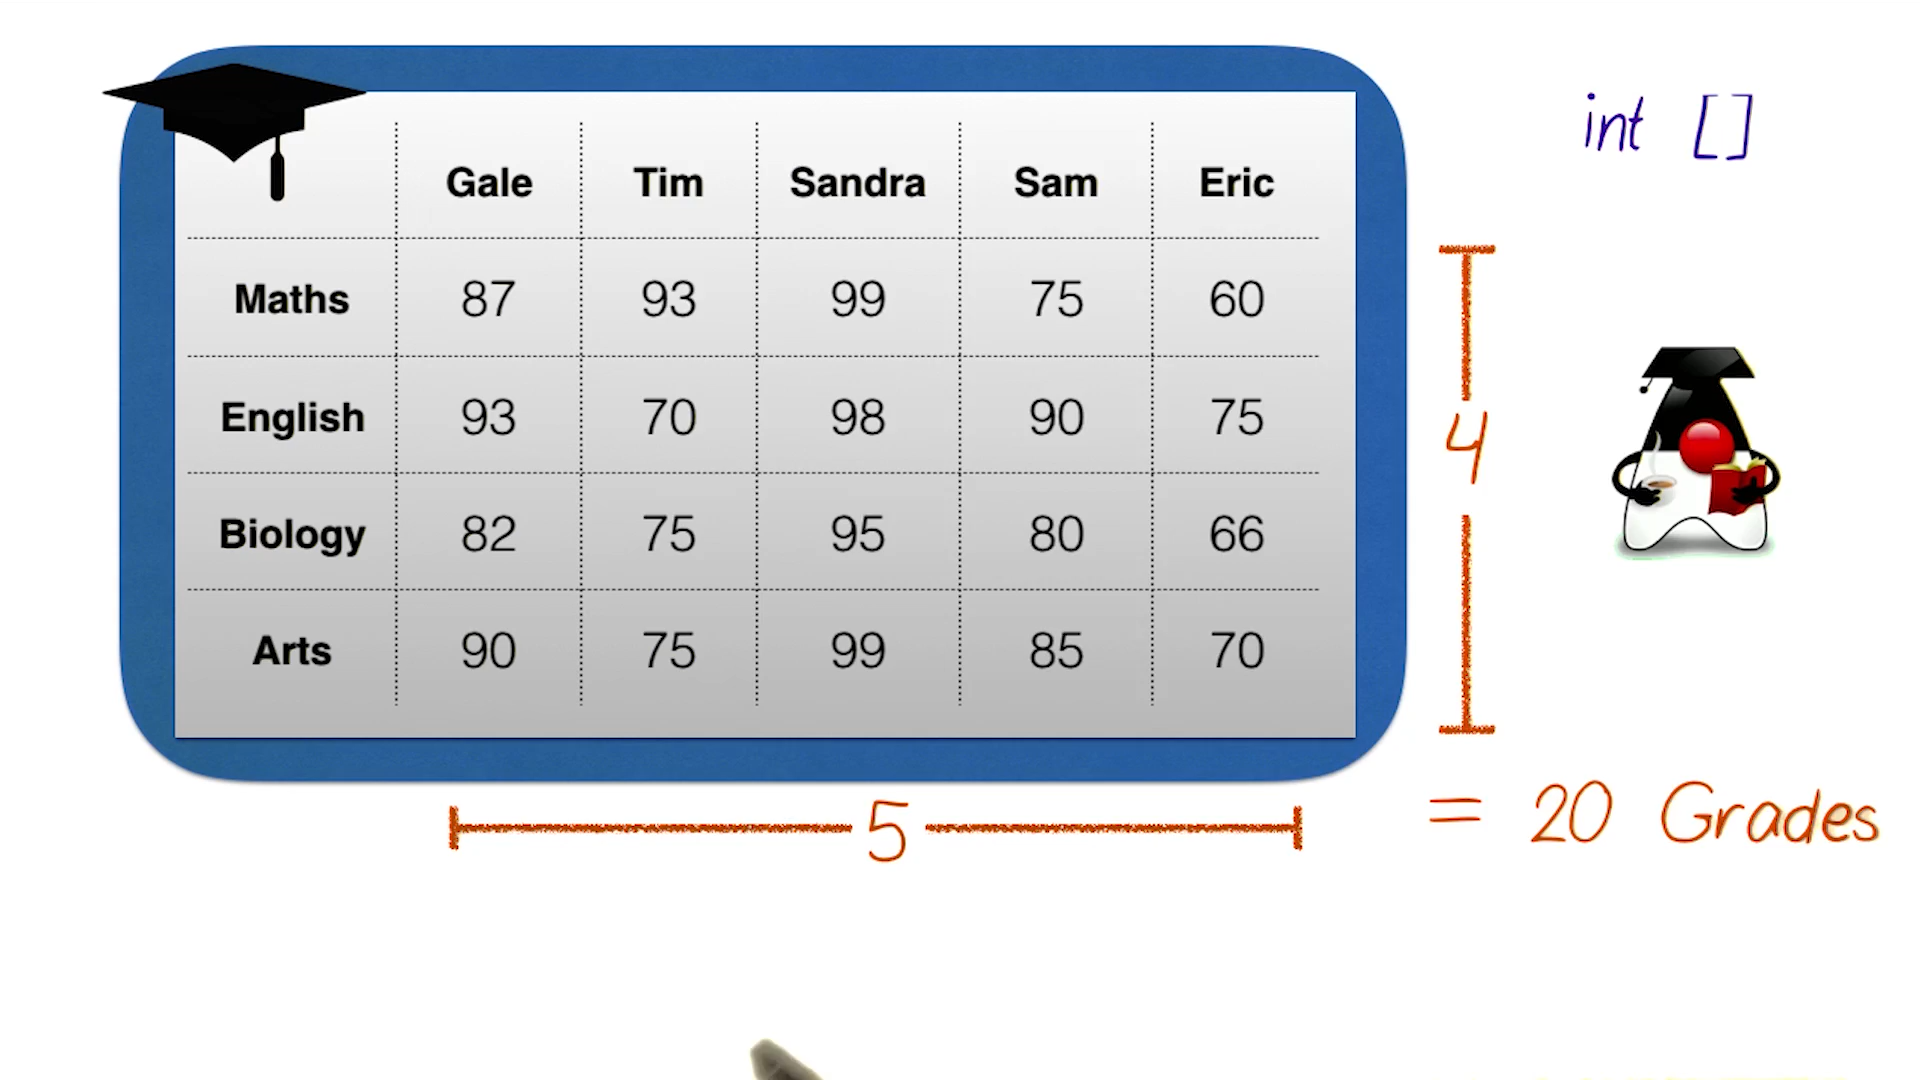 int []
Gale Tim Sandra Sam Eric
Maths 87 93 99 75 60
English 93 70 98 90 75
Biology 82 75 95 80 66
Arts 90 75 99 85 70
4
5
= 20 Grades